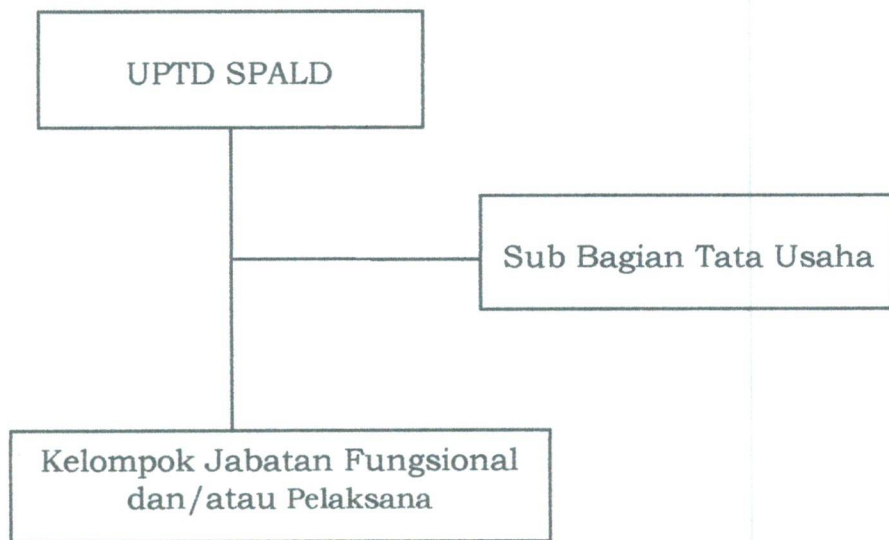 UPTD SPALD
Sub Bagian Tata Usaha
Kelompok Jabatan Fungsional
dan/atau Pelaksana